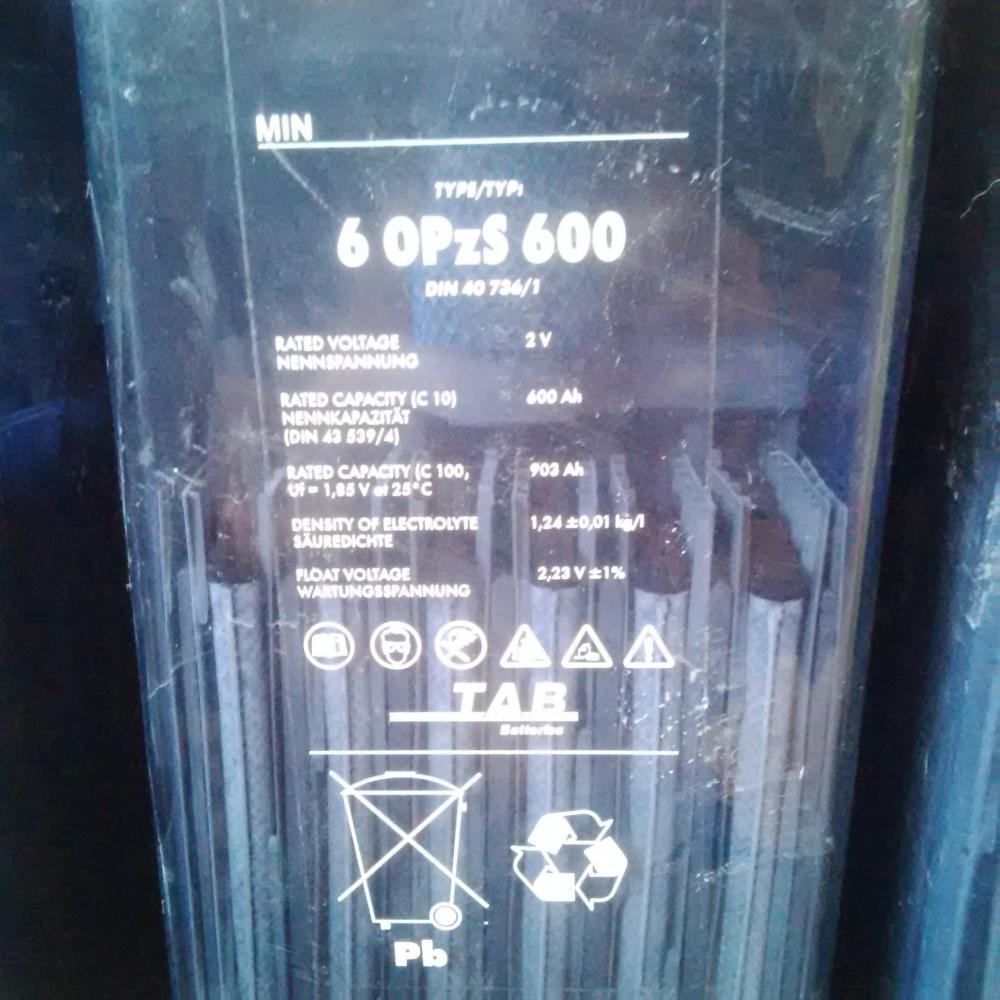 MIN
TYPE/TYP:
6 OPzS 600
DIN 40 736/1
RATED VOLTAGE 2 V
NENNSPANNUNG
RATED CAPACITY (C 10) 600 Ah
NENNKAPAZITÄT
(DIN 43 539/4)
RATED CAPACITY (C 100, 903 Ah
Uf = 1,85 V at 25°C
DENSITY OF ELECTROLYTE 1,24 ±0,01 kg/l
SÄUREDICHTE
FLOAT VOLTAGE 2,23 V ±1%
WARTUNGSSPANNUNG
TAB
Batteries
Pb